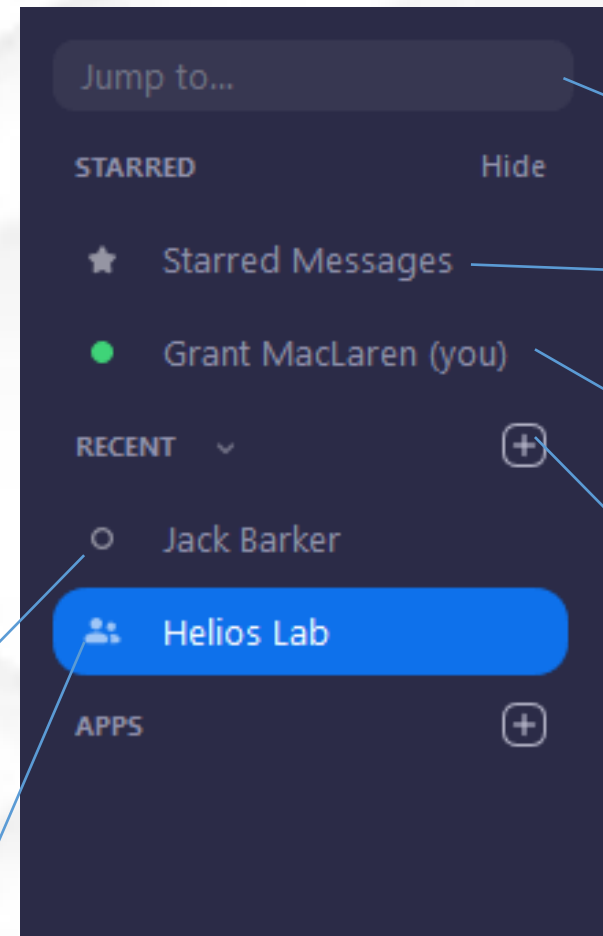 Jump to...
STARRED Hide
Starred Messages
Grant MacLaren (you)
RECENT
Jack Barker
Helios Lab
APPS